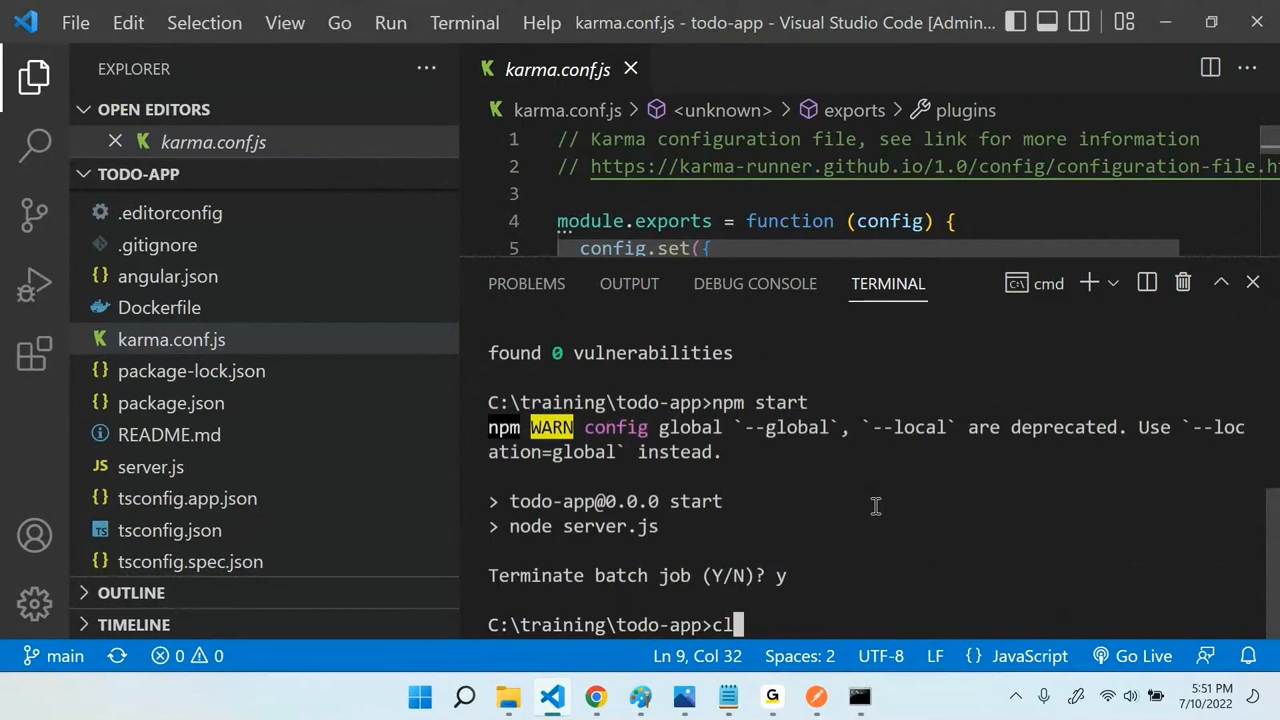 File Edit Selection View Go Run Terminal Help karma.conf.js - todo-app - Visual Studio Code [Admin...
EXPLORER
OPEN EDITORS
karma.conf.js
TODO-APP
.editorconfig
.gitignore
angular.json
Dockerfile
karma.conf.js
package-lock.json
package.json
README.md
server.js
tsconfig.app.json
tsconfig.json
tsconfig.spec.json
OUTLINE
TIMELINE
karma.conf.js
karma.conf.js > <unknown> > exports > plugins
1 // Karma configuration file, see link for more information
2 // https://karma-runner.github.io/1.0/config/configuration-file.h
3
4 module.exports = function (config) {
5 config.set({
PROBLEMS OUTPUT DEBUG CONSOLE TERMINAL cmd
found 0 vulnerabilities
C:\training\todo-app>npm start
npm WARN config global `--global`, `--local` are deprecated. Use `--loc
ation=global` instead.
> todo-app@0.0.0 start
> node server.js
Terminate batch job (Y/N)? y
C:\training\todo-app>cl
main 0 0 Ln 9, Col 32 Spaces: 2 UTF-8 LF {} JavaScript Go Live
5:51 PM
7/10/2022